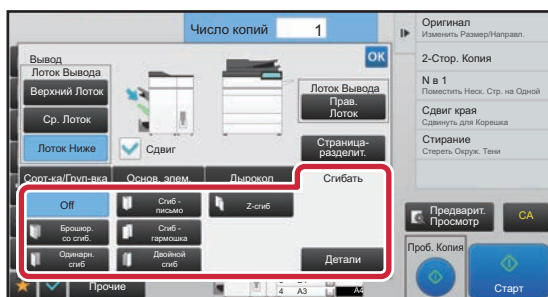 Число копий 1
Вывод
OK
Лоток Вывода
Верхний Лоток
Ср. Лоток
Лоток Ниже
Сдвиг
Лоток Вывода
Прав.
Лоток
Страница-
разделит.
Сорт-ка/Груп-вка
Основ. элем.
Дырокол
Сгибать
Off
Сгиб -
письмо
Z-сгиб
Брошюр.
со сгиб.
Сгиб -
гармошка
Одинарн.
сгиб
Двойной
сгиб
Детали
Прочие
4 A3
A4
Оригинал
Изменить Размер/Направл.
2-Стор. Копия
N в 1
Поместить Неск. Стр. на Одной
Сдвиг края
Сдвинуть для Корешка
Стирание
Стереть Окруж. Тени
Предварит.
Просмотр
CA
Проб. Копия
Старт